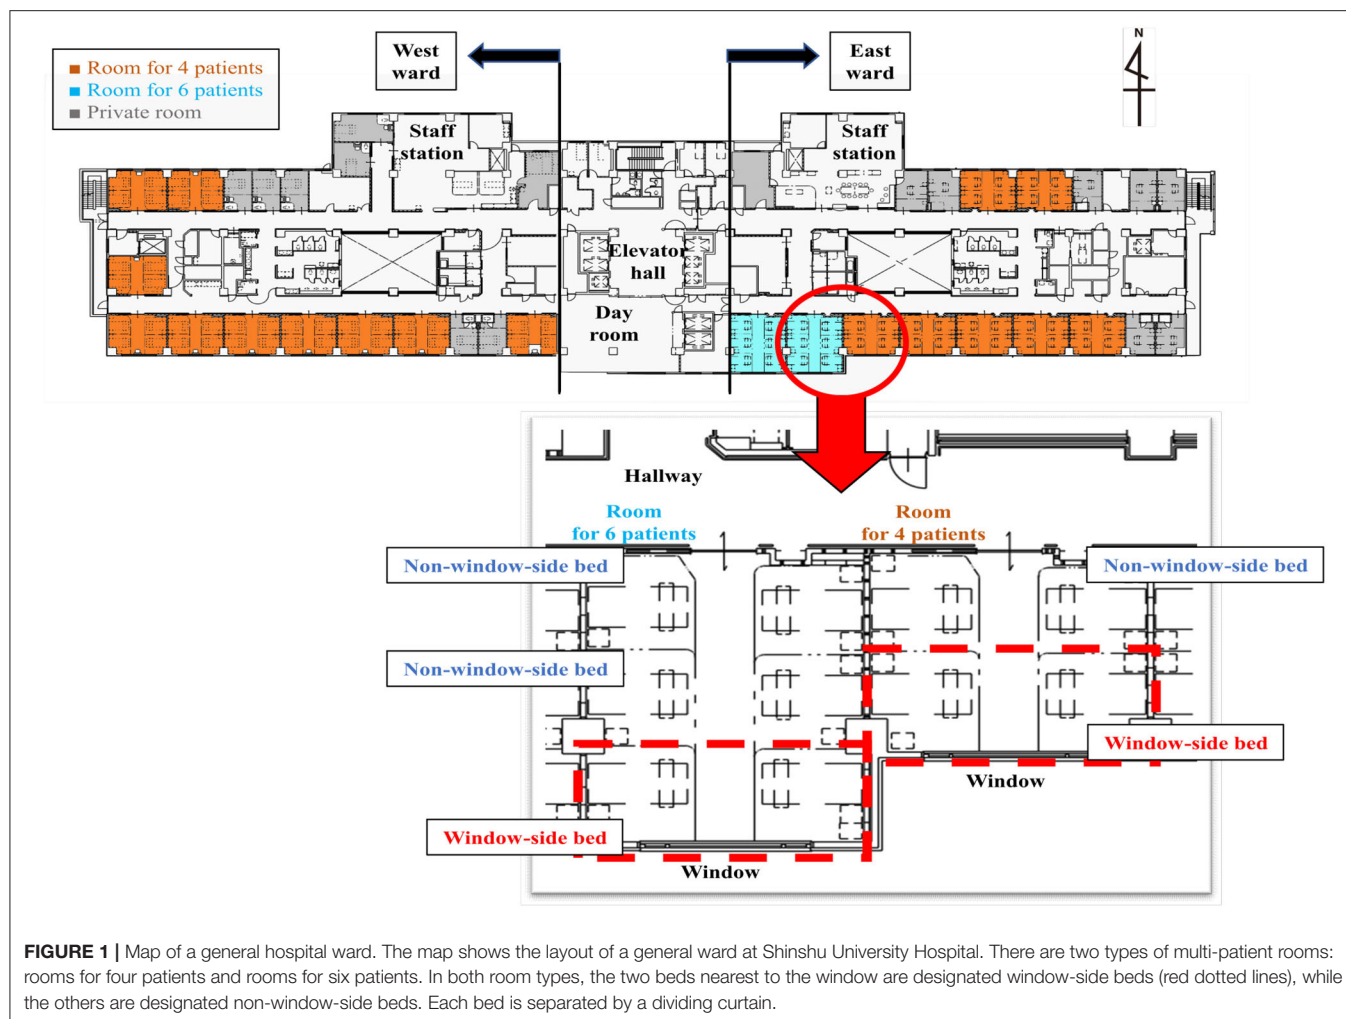 West
ward
East
ward
N
Room for 4 patients
Room for 6 patients
Private room
Staff
station
Staff
station
Elevator
hall
Day
room
Hallway
Room
for 6 patients
Room
for 4 patients
Non-window-side bed
Non-window-side bed
Non-window-side bed
Window-side bed
Window-side bed
Window
Window
FIGURE 1 | Map of a general hospital ward. The map shows the layout of a general ward at Shinshu University Hospital. There are two types of multi-patient rooms:
rooms for four patients and rooms for six patients. In both room types, the two beds nearest to the window are designated window-side beds (red dotted lines), while
the others are designated non-window-side beds. Each bed is separated by a dividing curtain.